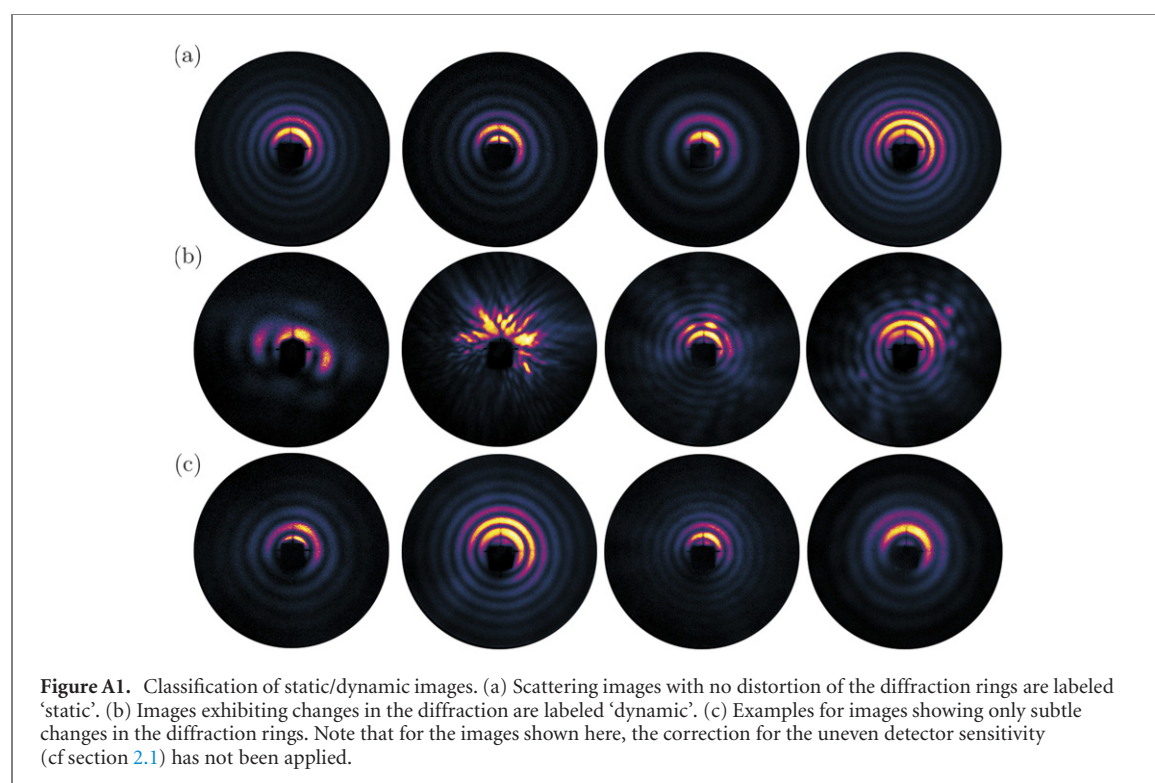 (a)
(b)
(c)
Figure A1. Classification of static/dynamic images. (a) Scattering images with no distortion of the diffraction rings are labeled
‘static’. (b) Images exhibiting changes in the diffraction are labeled ‘dynamic’. (c) Examples for images showing only subtle
changes in the diffraction rings. Note that for the images shown here, the correction for the uneven detector sensitivity
(cf section 2.1) has not been applied.